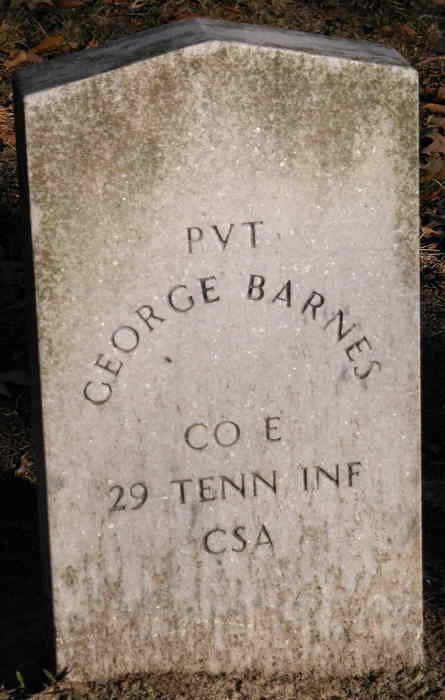 PVT
GEORGE BARNES
CO E
29 TENN INF
CSA